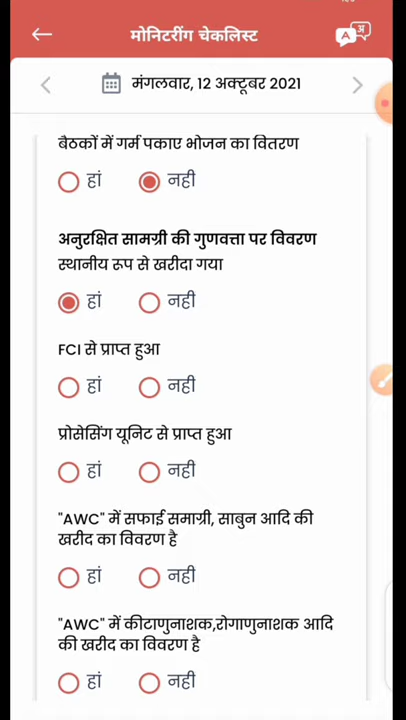 मोनिटरींग चेकलिस्ट
A अ
मंगलवार, 12 अक्टूबर 2021
बैठकों में गर्म पकाए भोजन का वितरण
हां नही
अनुरक्षित सामग्री की गुणवत्ता पर विवरण
स्थानीय रूप से खरीदा गया
हां नही
FCI से प्राप्त हुआ
हां नही
प्रोसेसिंग यूनिट से प्राप्त हुआ
हां नही
"AWC" में सफाई समाग्री, साबुन आदि की
खरीद का विवरण है
हां नही
"AWC" में कीटाणुनाशक,रोगाणुनाशक आदि
की खरीद का विवरण है
हां नही